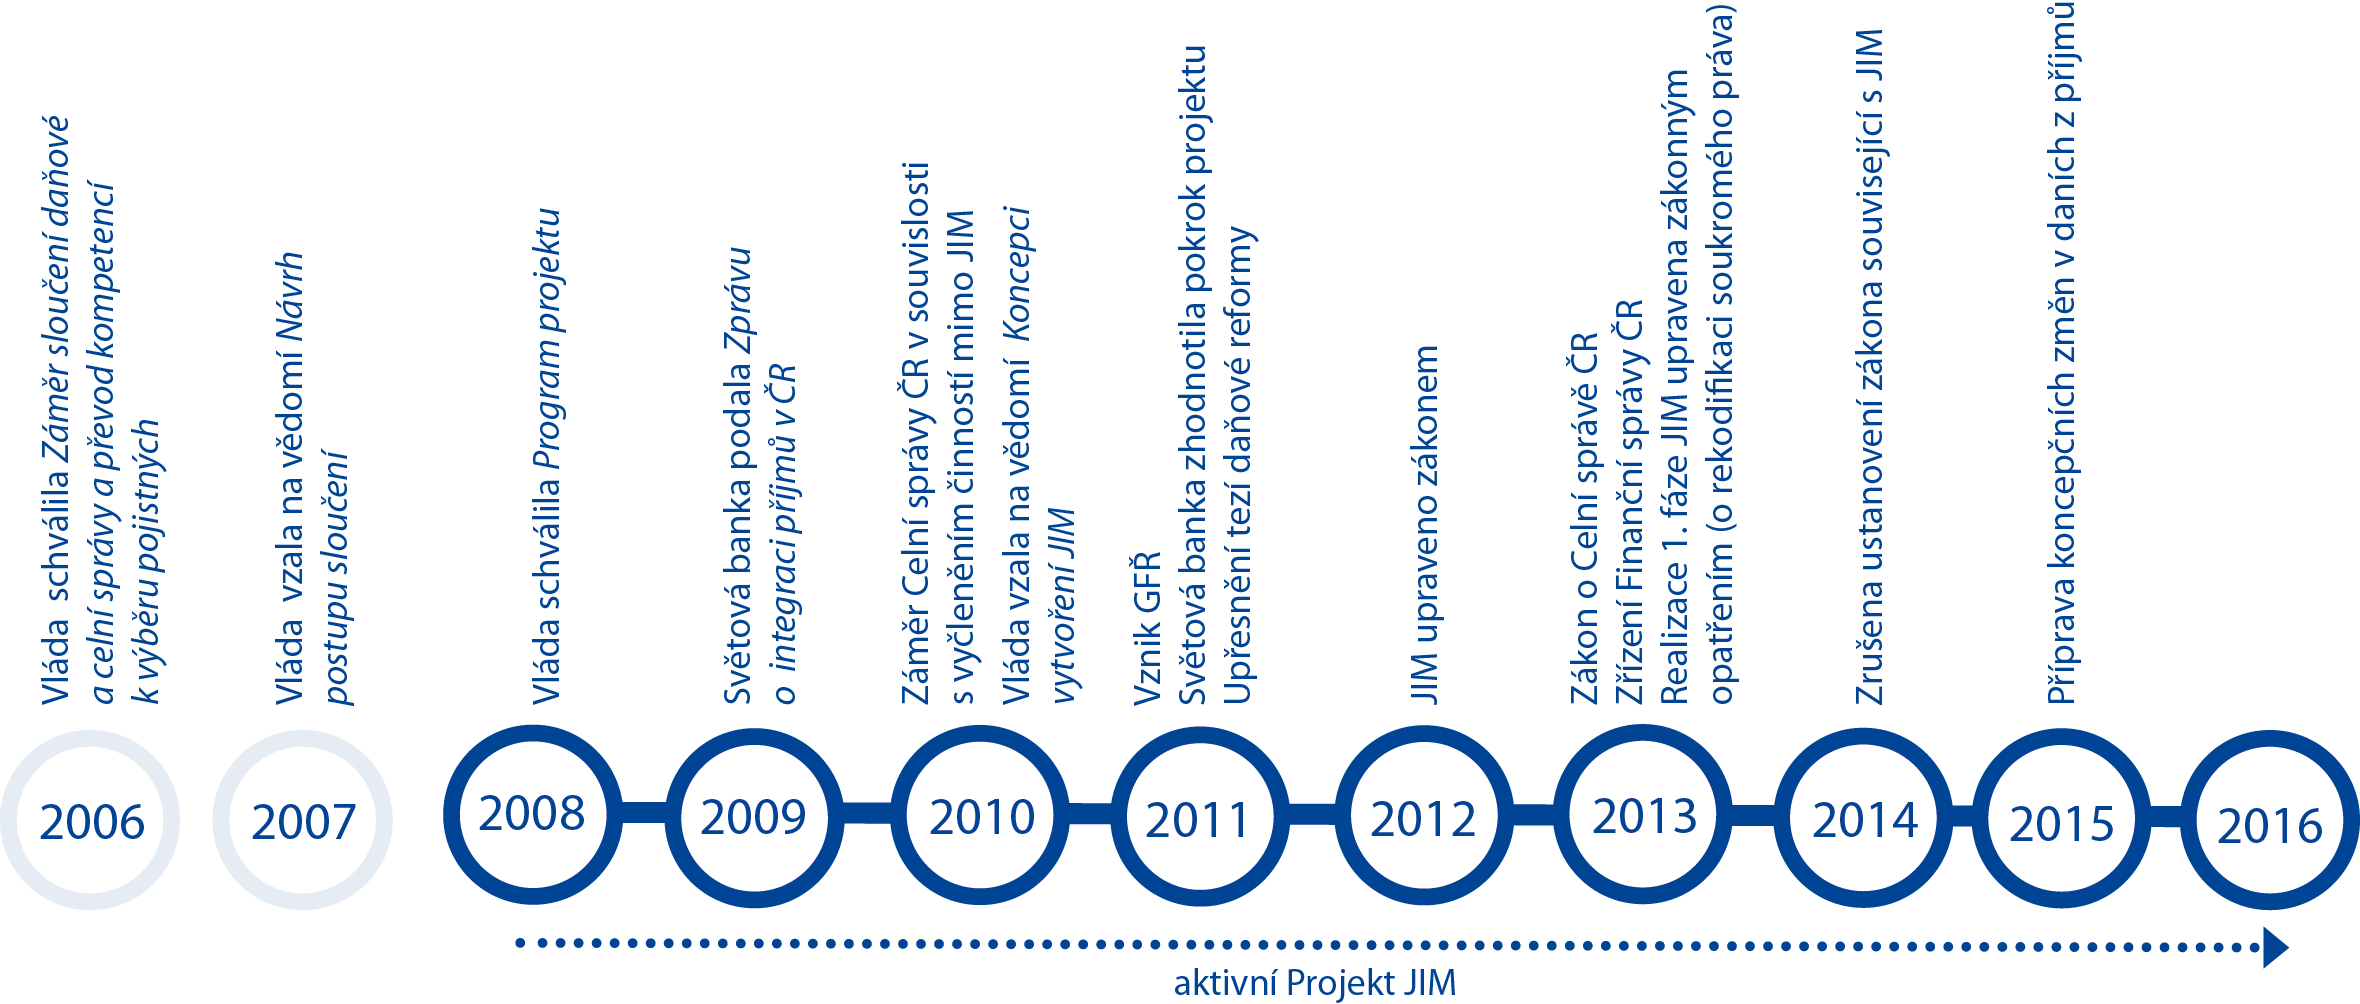 Vláda schválila Záměr sloučení daňové
a celní správy a převod kompetencí
k výběru pojistných
Vláda vzala na vědomí Návrh
postupu sloučení
Vláda schválila Program projektu
Světová banka podala Zprávu
o integraci příjmů v ČR
Záměr Celní správy ČR v souvislosti
s vyčleněním činností mimo JIM
Vláda vzala na vědomí Koncepci
vytvoření JIM
Vznik GFŘ
Světová banka zhodnotila pokrok projektu
Upřesnění tezí daňové reformy
JIM upraveno zákonem
Zákon o Celní správě ČR
Zřízení Finanční správy ČR
Realizace 1. fáze JIM upravena zákonným
opatřením (o rekodifikaci soukromého práva)
Zrušena ustanovení zákona související s JIM
Příprava koncepčních změn v daních z příjmů
2006
2007
2008
2009
2010
2011
2012
2013
2014
2015
2016
aktivní Projekt JIM